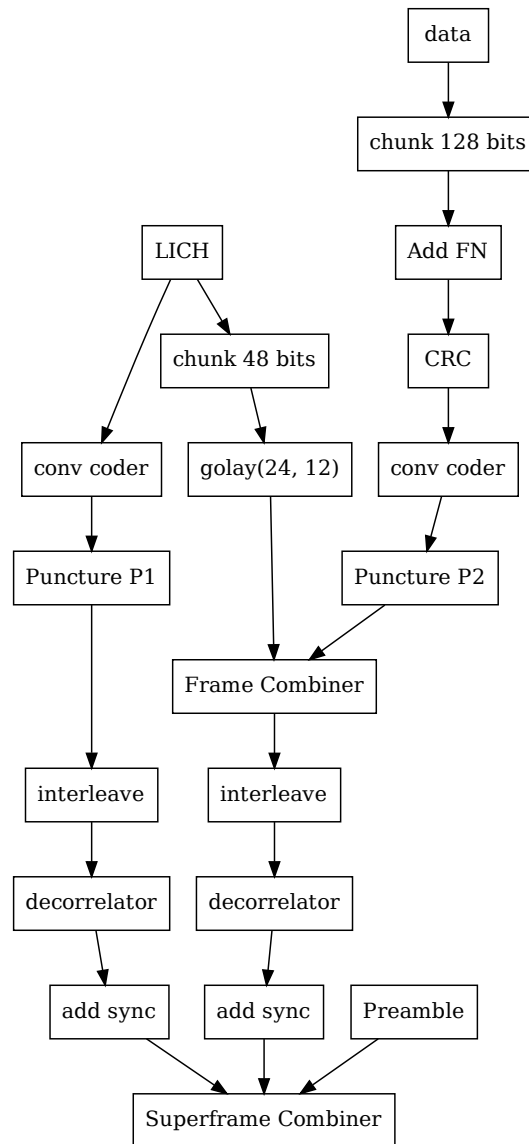 data
chunk 128 bits
LICH
Add FN
chunk 48 bits
CRC
conv coder
golay(24, 12)
conv coder
Puncture P1
Puncture P2
Frame Combiner
interleave
interleave
decorrelator
decorrelator
add sync
add sync
Preamble
Superframe Combiner